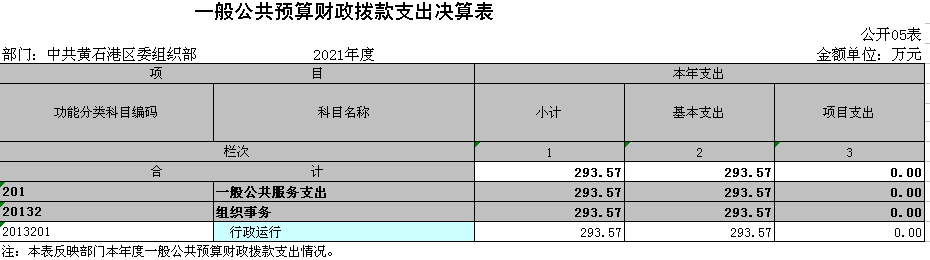 一般公共预算财政拨款支出决算表
公开05表
部门：中共黄石港区委组织部 2021年度 金额单位：万元
项 目 本年支出
功能分类科目编码 科目名称 小计 基本支出 项目支出
栏次 1 2 3
合 计 293.57 293.57 0.00
201 一般公共服务支出 293.57 293.57 0.00
20132 组织事务 293.57 293.57 0.00
2013201 行政运行 293.57 293.57 0.00
注：本表反映部门本年度一般公共预算财政拨款支出情况。